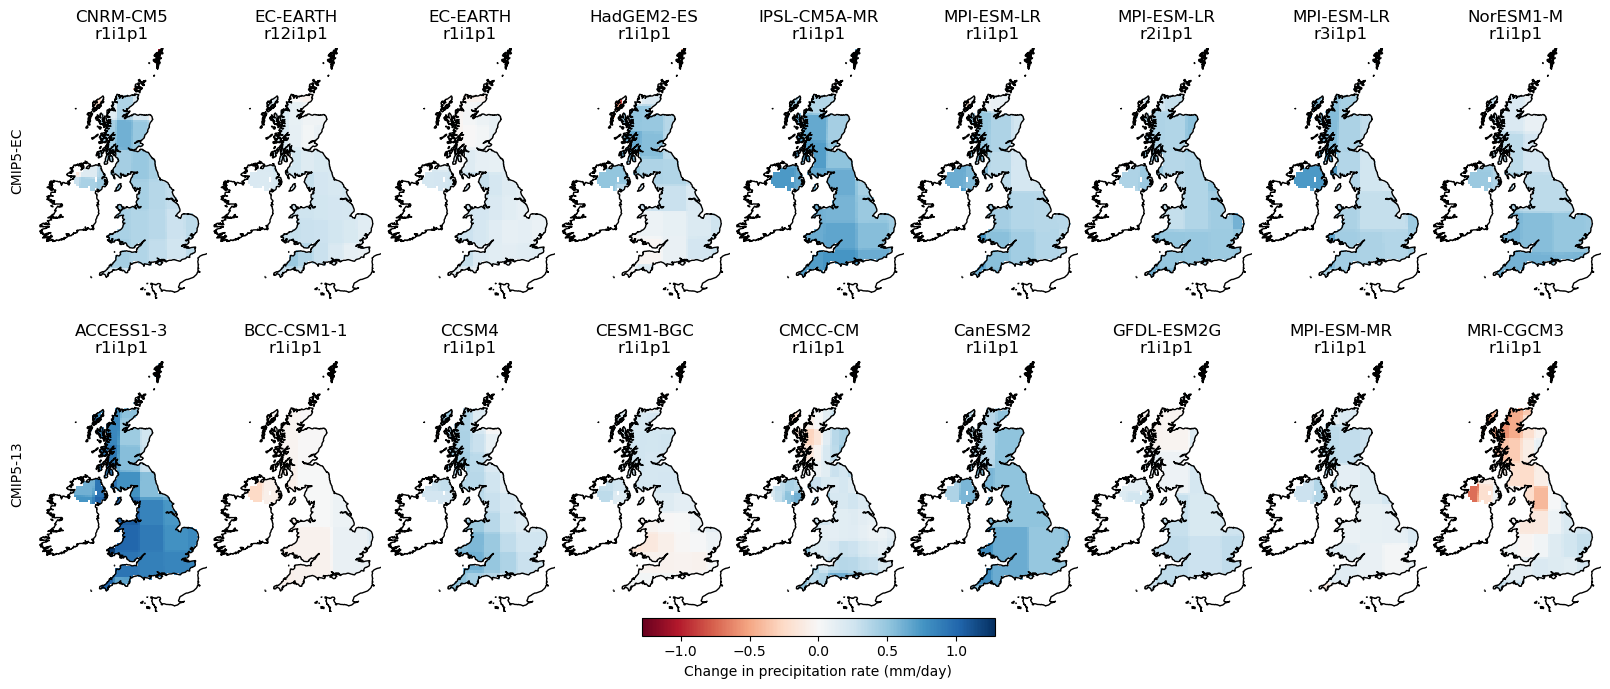 CNRM-CM5
r1i1p1
EC-EARTH
r12i1p1
EC-EARTH
r1i1p1
HadGEM2-ES
r1i1p1
IPSL-CM5A-MR
r1i1p1
MPI-ESM-LR
r1i1p1
MPI-ESM-LR
r2i1p1
MPI-ESM-LR
r3i1p1
NorESM1-M
r1i1p1
CMIP5-EC
ACCESS1-3
r1i1p1
BCC-CSM1-1
r1i1p1
CCSM4
r1i1p1
CESM1-BGC
r1i1p1
CMCC-CM
r1i1p1
CanESM2
r1i1p1
GFDL-ESM2G
r1i1p1
MPI-ESM-MR
r1i1p1
MRI-CGCM3
r1i1p1
CMIP5-13
−1.0 −0.5 0.0 0.5 1.0
Change in precipitation rate (mm/day)